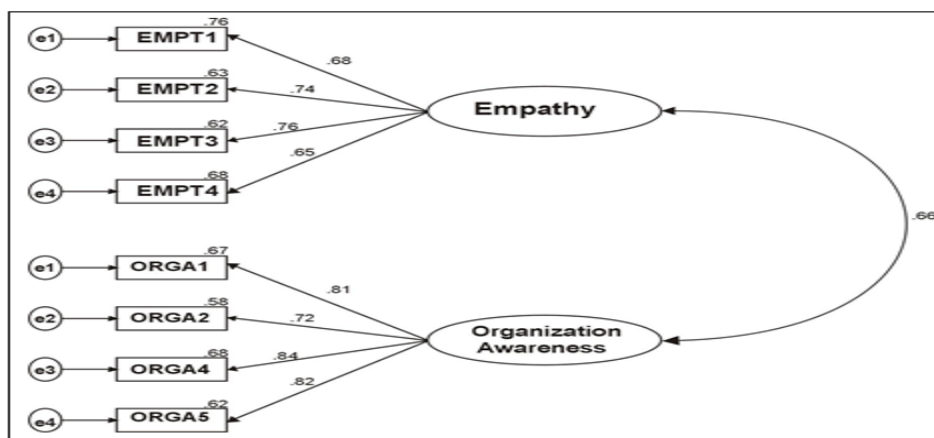 .76
e1
EMPT1
.68
.63
e2
EMPT2
.74
Empathy
.62
e3
EMPT3
.76
.65
.68
e4
EMPT4
.66
.67
e1
ORGA1
.81
.58
e2
ORGA2
.72
Organization
Awareness
.68
e3
ORGA4
.84
.82
.62
e4
ORGA5